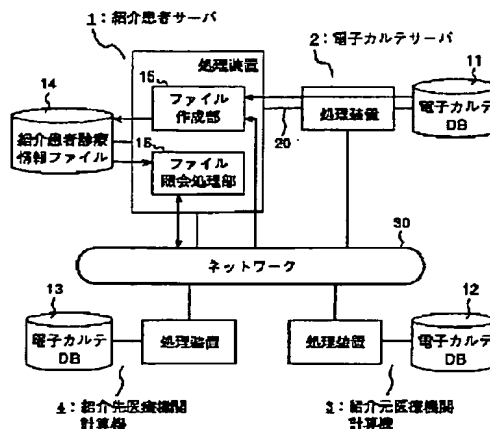 1：紹介患者サーバ
2：電子カルテサーバ
処理装置
14
15
11
ファイル
作成部
処理装置
電子カルテ
DB
20
紹介患者診療
情報ファイル
16
ファイル
照会処理部
30
ネットワーク
13
12
電子カルテ
DB
処理装置
処理装置
電子カルテ
DB
4：紹介先医療機関
計算機
3：紹介元医療機関
計算機